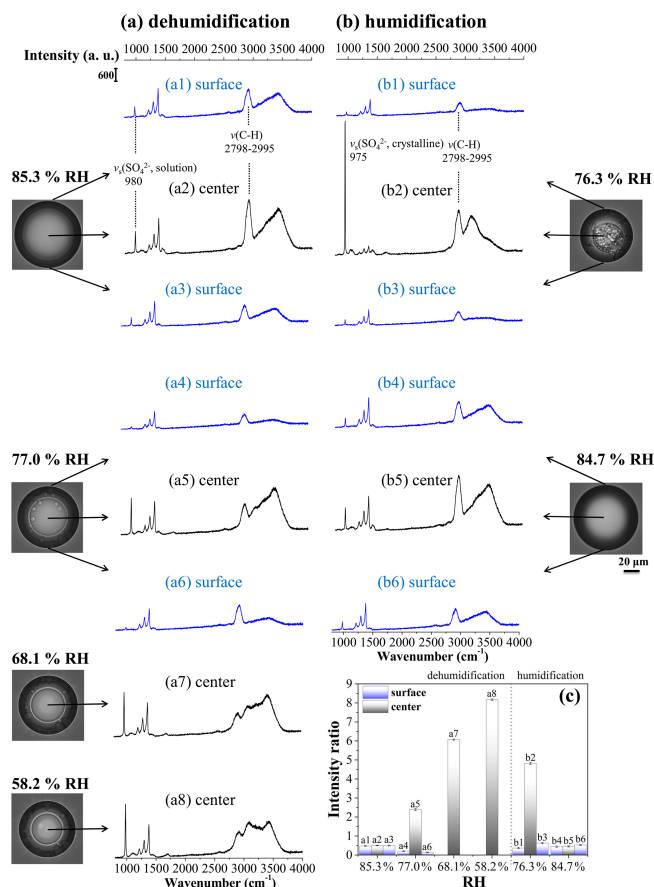 (a) dehumidification
(b) humidification
1000 1500 2000 2500 3000 3500 4000
1000 1500 2000 2500 3000 3500 4000
Intensity (a. u.)
600
(a1) surface
(b1) surface
ν(C-H)
2798-2995
νs(SO₄²⁻, crystalline)
975
ν(C-H)
2798-2995
νs(SO₄²⁻, solution)
980
85.3 % RH
(a2) center
(b2) center
76.3 % RH
(a3) surface
(b3) surface
(a4) surface
(b4) surface
77.0 % RH
(a5) center
(b5) center
84.7 % RH
20 μm
(a6) surface
(b6) surface
1000 1500 2000 2500 3000 3500 4000
Wavenumber (cm⁻¹)
68.1 % RH
(a7) center
58.2 % RH
(a8) center
1000 1500 2000 2500 3000 3500 4000
Wavenumber (cm⁻¹)
dehumidification
humidification
(c)
surface
center
Intensity ratio
9
8
7
6
5
4
3
2
1
0
a1 a2 a3
a4
a5
a6
a7
a8
b1
b2
b3
b4 b5 b6
85.3 % 77.0 % 68.1 % 58.2 % 76.3 % 84.7 %
RH